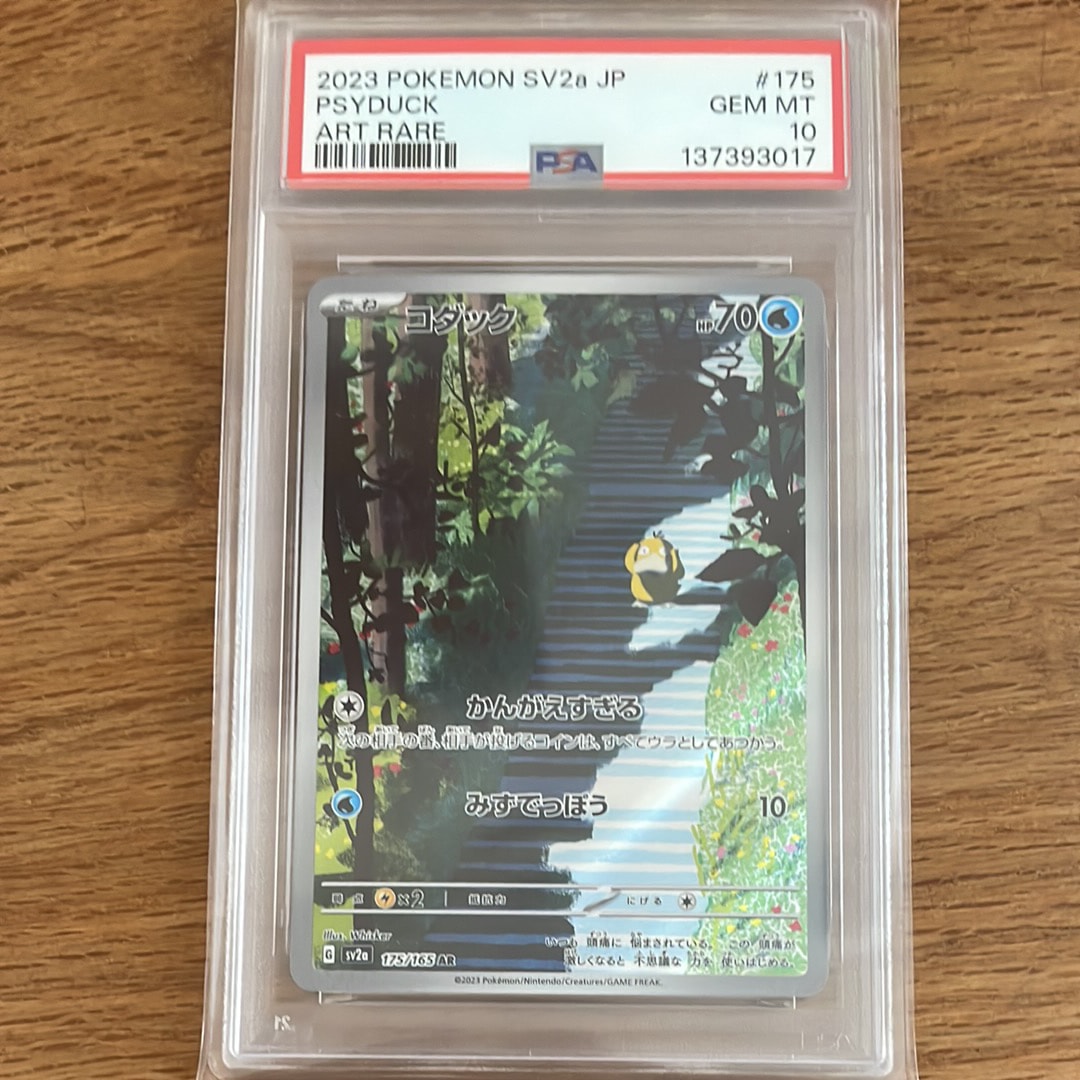 2023 POKEMON SV2a JP #175
PSYDUCK GEM MT
ART RARE 10
PSA 137393017
たね コダック HP70
かんがえすぎる
次の相手の番、相手が投げるコインは、すべてウラとしてあつかう。
みずでっぽう 10
弱点 ×2 抵抗力 にげる
Illus. Whisker
いつも 頭痛に 悩まされている。 この 頭痛が
激しくなると 不思議な 力を 使いはじめる。
G sv2a 175/165 AR
©2023 Pokémon/Nintendo/Creatures/GAME FREAK.